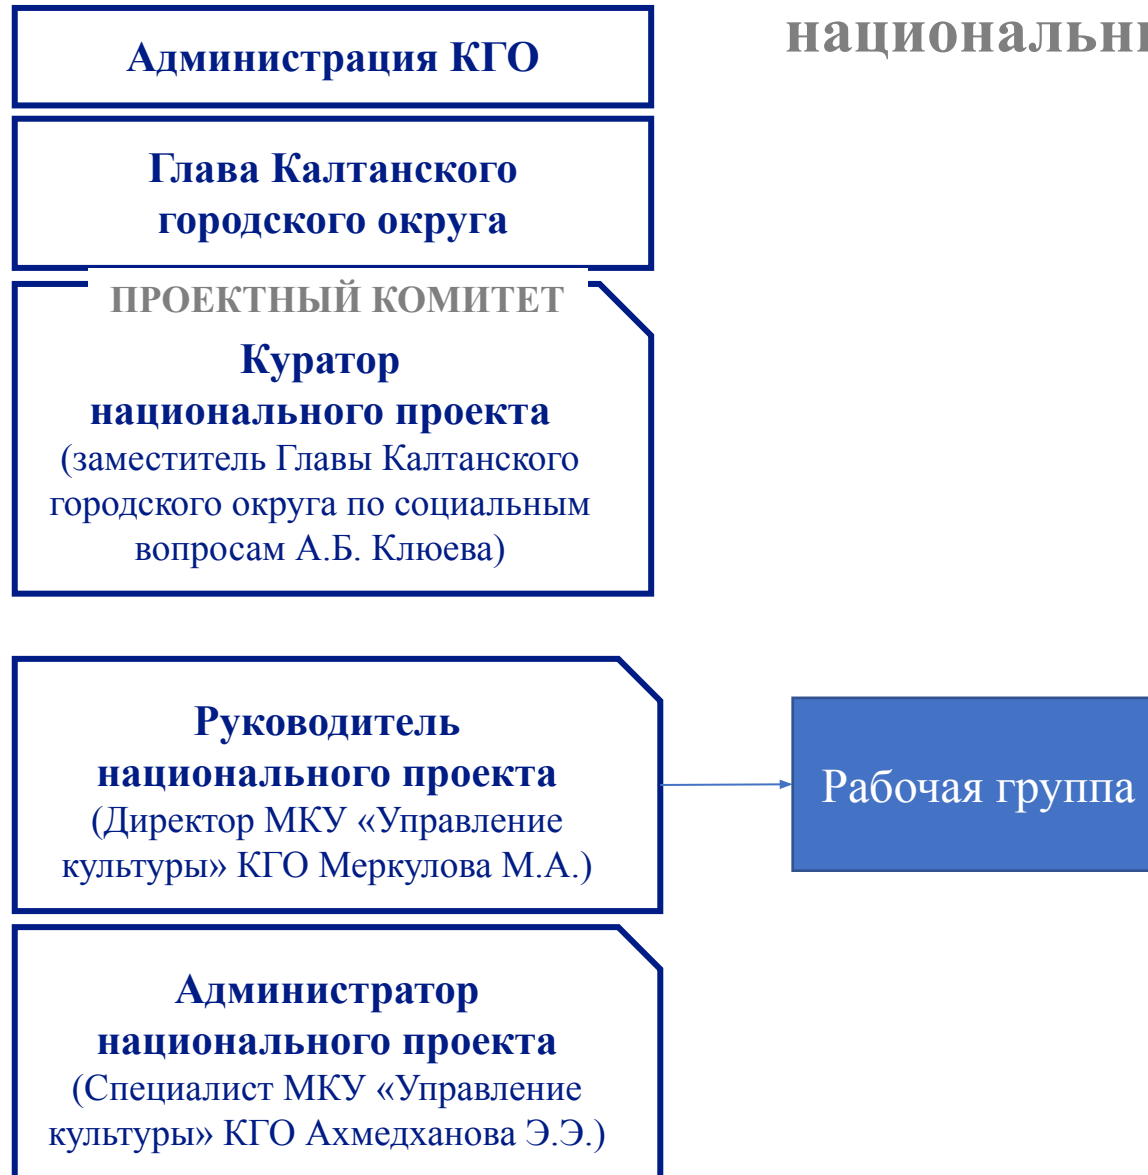 национальн
Администрация КГО
Глава Калтанского
городского округа
ПРОЕКТНЫЙ КОМИТЕТ
Куратор
национального проекта
(заместитель Главы Калтанского
городского округа по социальным
вопросам А.Б. Клюева)
Руководитель
национального проекта
(Директор МКУ «Управление
культуры» КГО Меркулова М.А.)
Рабочая группа
Администратор
национального проекта
(Специалист МКУ «Управление
культуры» КГО Ахмедханова Э.Э.)